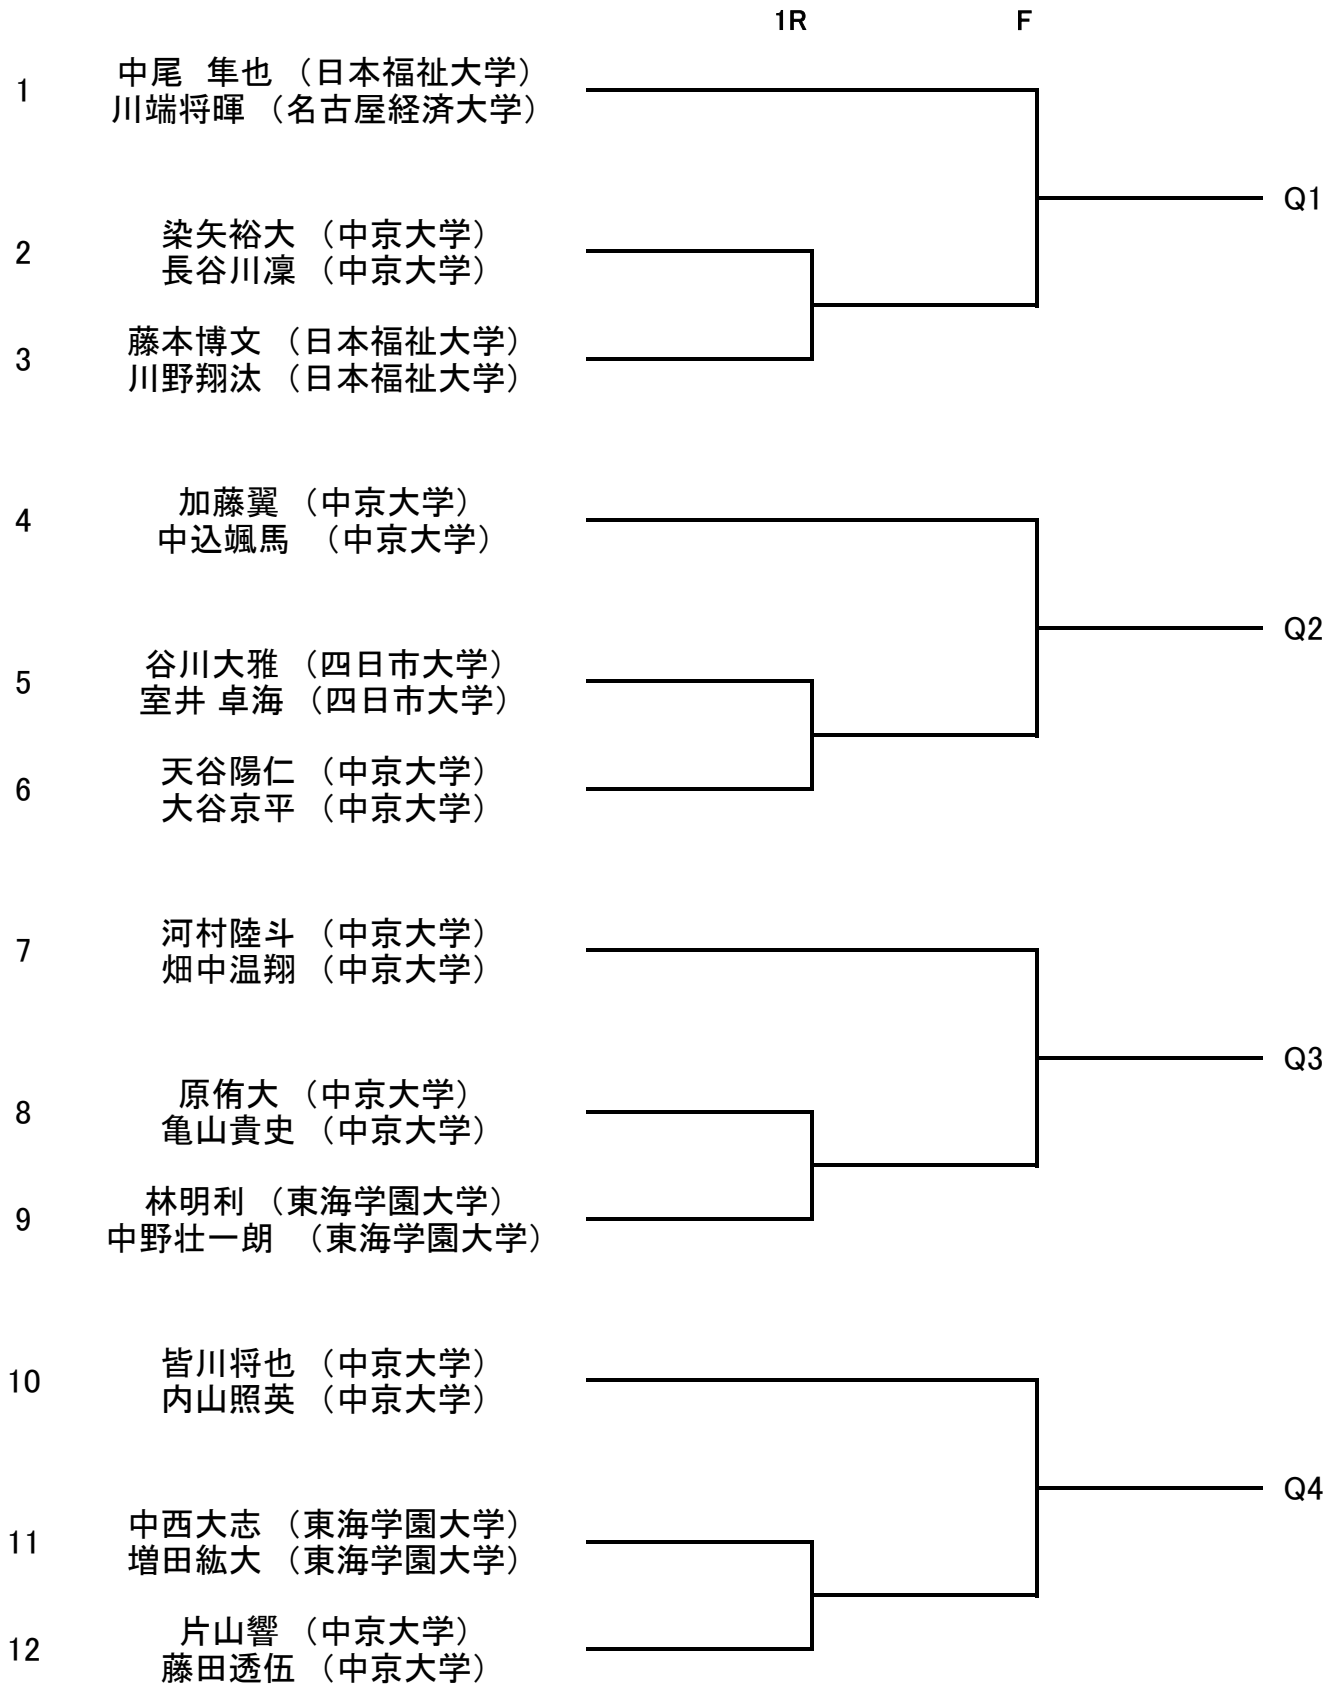 1R F
1 中尾 隼也 (日本福祉大学)
川端将暉 (名古屋経済大学)
Q1
2 染矢裕大 (中京大学)
長谷川凜 (中京大学)
3 藤本博文 (日本福祉大学)
川野翔汰 (日本福祉大学)
4 加藤翼 (中京大学)
中込颯馬 (中京大学)
Q2
5 谷川大雅 (四日市大学)
室井 卓海 (四日市大学)
6 天谷陽仁 (中京大学)
大谷京平 (中京大学)
7 河村陸斗 (中京大学)
畑中温翔 (中京大学)
Q3
8 原侑大 (中京大学)
亀山貴史 (中京大学)
9 林明利 (東海学園大学)
中野壮一朗 (東海学園大学)
10 皆川将也 (中京大学)
内山照英 (中京大学)
Q4
11 中西大志 (東海学園大学)
増田紘大 (東海学園大学)
12 片山響 (中京大学)
藤田透伍 (中京大学)